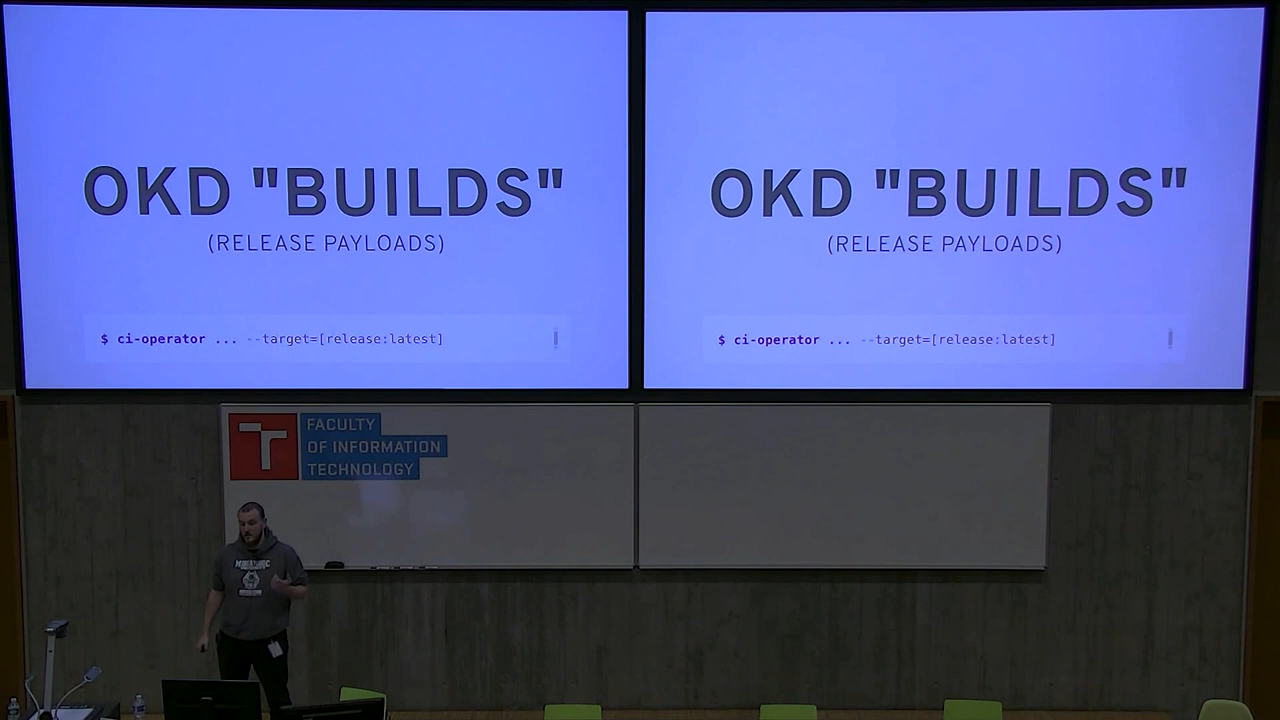 OKD "BUILDS"
(RELEASE PAYLOADS)
$ ci-operator ... --target=[release:latest]
OKD "BUILDS"
(RELEASE PAYLOADS)
$ ci-operator ... --target=[release:latest]
T
FACULTY
OF INFORMATION
TECHNOLOGY